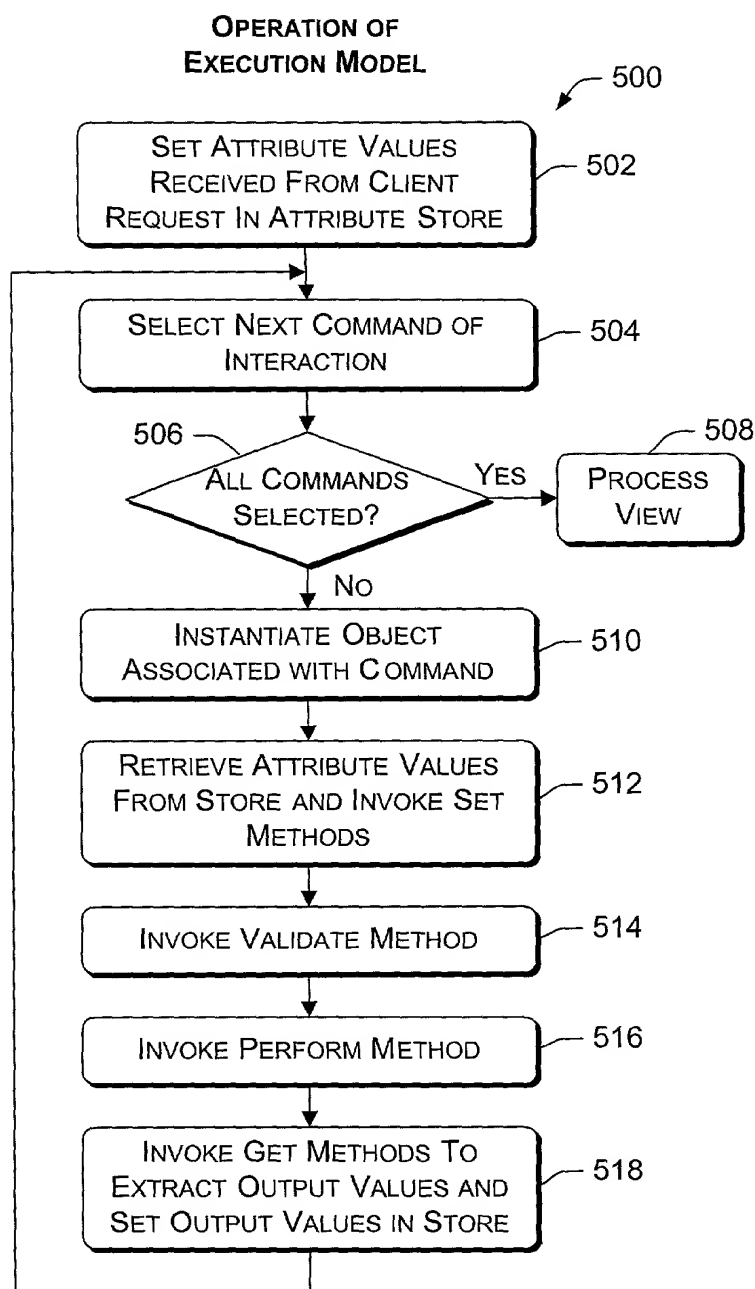 OPERATION OF
EXECUTION MODEL
500
SET ATTRIBUTE VALUES
RECEIVED FROM CLIENT
REQUEST IN ATTRIBUTE STORE
502
SELECT NEXT COMMAND OF
INTERACTION
504
506
ALL COMMANDS
SELECTED?
YES
508
PROCESS
VIEW
NO
INSTANTIATE OBJECT
ASSOCIATED WITH COMMAND
510
RETRIEVE ATTRIBUTE VALUES
FROM STORE AND INVOKE SET
METHODS
512
INVOKE VALIDATE METHOD
514
INVOKE PERFORM METHOD
516
INVOKE GET METHODS TO
EXTRACT OUTPUT VALUES AND
SET OUTPUT VALUES IN STORE
518